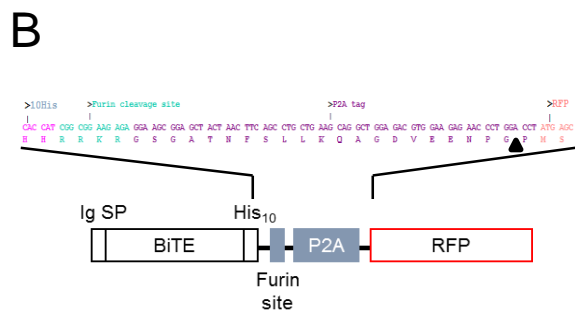 B
>10His >Furin cleavage site >P2A tag >RFP
CAC CAT CGG CGG AAG AGA GGA AGC GGA GCT ACT AAC TTC AGC CTG CTG AAG CAG GCT GGA GAC GTG GAA GAG AAC CCT GGA CCT ATG AGC
H H R R K R G S G A T N F S L L K Q A G D V E E N P G P M S
Ig SP His10
BiTE P2A RFP
Furin
site